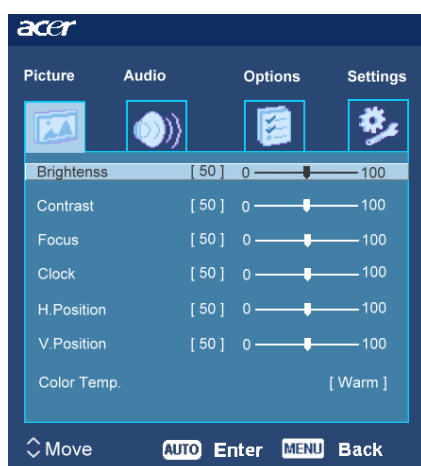 acer
Picture Audio Options Settings
Brightenss [ 50 ] 0 100
Contrast [ 50 ] 0 100
Focus [ 50 ] 0 100
Clock [ 50 ] 0 100
H.Position [ 50 ] 0 100
V.Position [ 50 ] 0 100
Color Temp. [ Warm ]
Move AUTO Enter MENU Back